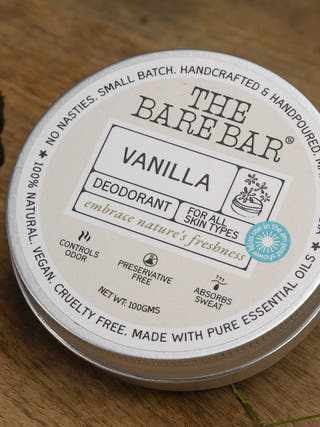 NO NASTIES. SMALL BATCH. HANDCRAFTED & HANDPOURED
THE
BARE BAR®
VANILLA
DEODORANT
FOR ALL
SKIN TYPES
embrace nature's freshness
CONTROLS
ODOR
PRESERVATIVE
FREE
ABSORBS
SWEAT
NET WT: 100GMS
★ 100% NATURAL. VEGAN. CRUELTY FREE. MADE WITH PURE ESSENTIAL OILS ★